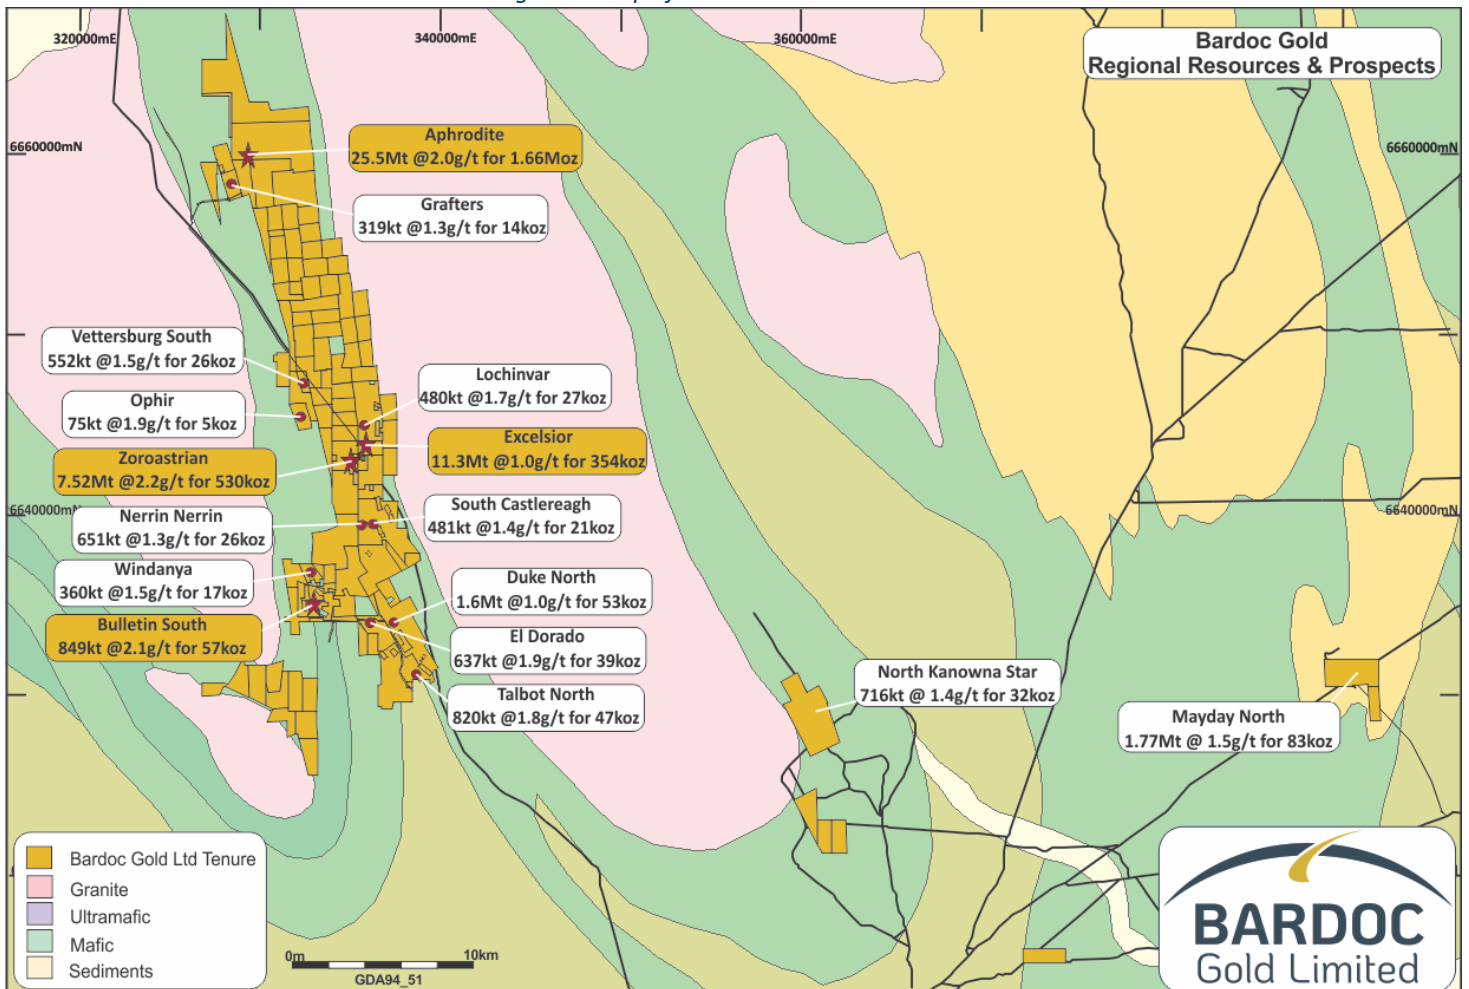 320000mE
340000mE
360000mE
Bardoc Gold
Regional Resources & Prospects
6660000mN
6660000mN
Aphrodite
25.5Mt @2.0g/t for 1.66Moz
Grafters
319kt @1.3g/t for 14koz
Vettersburg South
552kt @1.5g/t for 26koz
Lochinvar
480kt @1.7g/t for 27koz
Ophir
75kt @1.9g/t for 5koz
Excelsior
11.3Mt @1.0g/t for 354koz
Zoroastrian
7.52Mt @2.2g/t for 530koz
South Castlereagh
481kt @1.4g/t for 21koz
6640000mN
6640000mN
Nerrin Nerrin
651kt @1.3g/t for 26koz
Windanya
360kt @1.5g/t for 17koz
Duke North
1.6Mt @1.0g/t for 53koz
Bulletin South
849kt @2.1g/t for 57koz
El Dorado
637kt @1.9g/t for 39koz
North Kanowna Star
716kt @ 1.4g/t for 32koz
Talbot North
820kt @1.8g/t for 47koz
Mayday North
1.77Mt @ 1.5g/t for 83koz
Bardoc Gold Ltd Tenure
Granite
Ultramafic
Mafic
Sediments
0m
10km
GDA94_51
BARDOC
Gold Limited